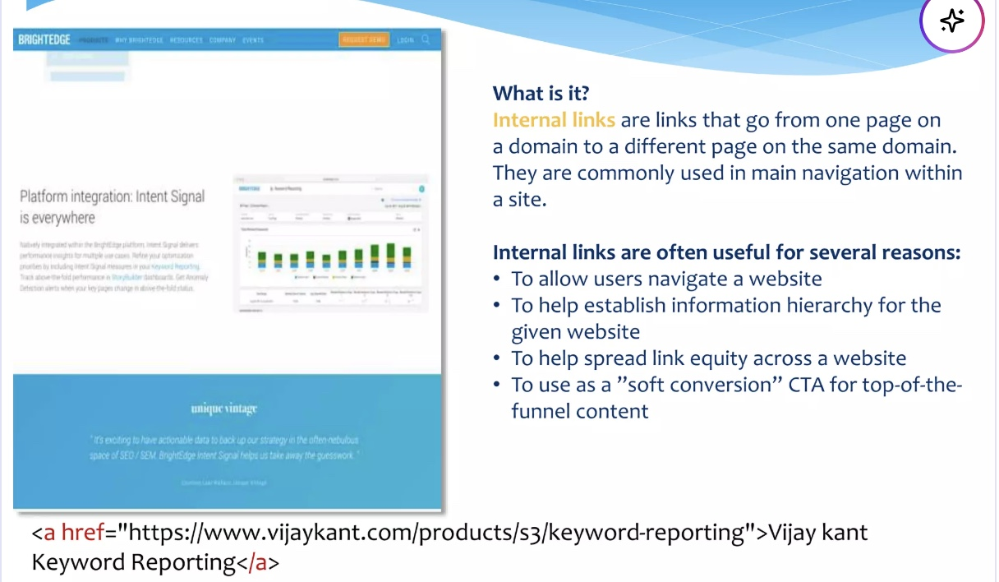 BRIGHTEDGE
PRODUCTS WHY BRIGHTEDGE RESOURCES COMPANY EVENTS REQUEST DEMO LOGIN
Platform integration: Intent Signal
is everywhere
Natively integrated within the BrightEdge platform, Intent Signal delivers
performance insights for multiple use cases. Refine your optimization
priorities by including Intent Signal measures in your Keyword Reporting.
Track above-the-fold performance in StoryBuilder dashboards. Get Anomaly
Detection alerts when your key pages change in above-the-fold status.
BRIGHTEDGE
Keyword Reporting
unique vintage
" It's exciting to have actionable data to back up our strategy in the often-nebulous
space of SEO / SEM. BrightEdge Intent Signal helps us take away the guesswork. "
What is it?
Internal links are links that go from one page on
a domain to a different page on the same domain.
They are commonly used in main navigation within
a site.
Internal links are often useful for several reasons:
• To allow users navigate a website
• To help establish information hierarchy for the
given website
• To help spread link equity across a website
• To use as a ”soft conversion” CTA for top-of-the-
funnel content
<a href="https://www.vijaykant.com/products/s3/keyword-reporting">Vijay kant
Keyword Reporting</a>